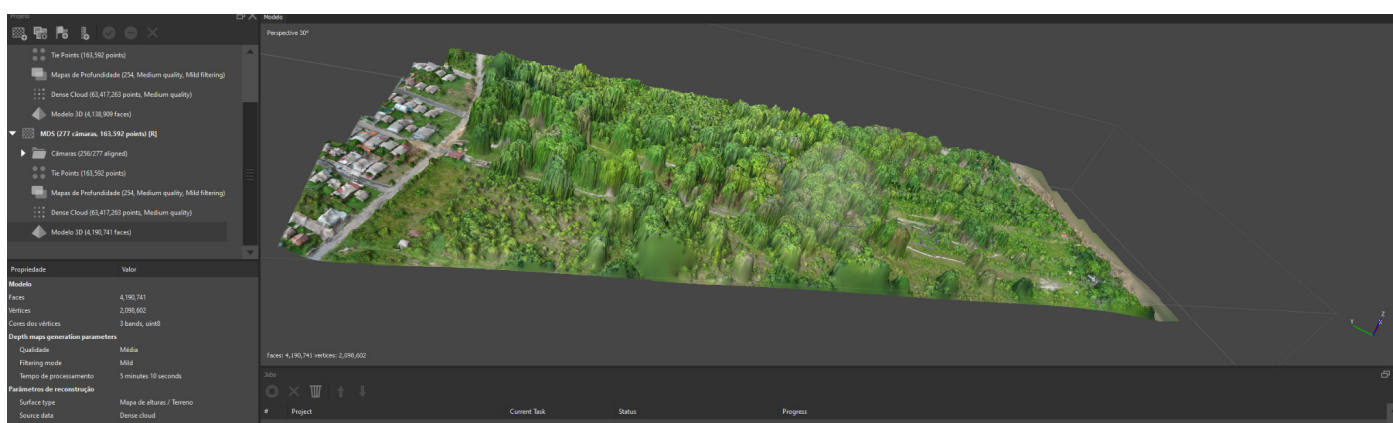 Projeto
Modelo
Perspective 30°
Tie Points (163,592 points)
Mapas de Profundidade (254, Medium quality, Mild filtering)
Dense Cloud (63,417,263 points, Medium quality)
Modelo 3D (4,138,909 faces)
MDS (277 câmaras, 163,592 points) [R]
Câmaras (256/277 aligned)
Tie Points (163,592 points)
Mapas de Profundidade (254, Medium quality, Mild filtering)
Dense Cloud (63,417,263 points, Medium quality)
Modelo 3D (4,190,741 faces)
Propriedade Valor
Modelo
Faces 4,190,741
Vértices 2,098,602
Cores dos vértices 3 bands, uint8
Depth maps generation parameters
Qualidade Média
Filtering mode Mild
Tempo de processamento 5 minutes 10 seconds
Parâmetros de reconstrução
Surface type Mapa de alturas / Terreno
Source data Dense cloud
Z
Y X
Faces: 4,190,741 vertices: 2,098,602
Jobs
# Project Current Task Status Progress